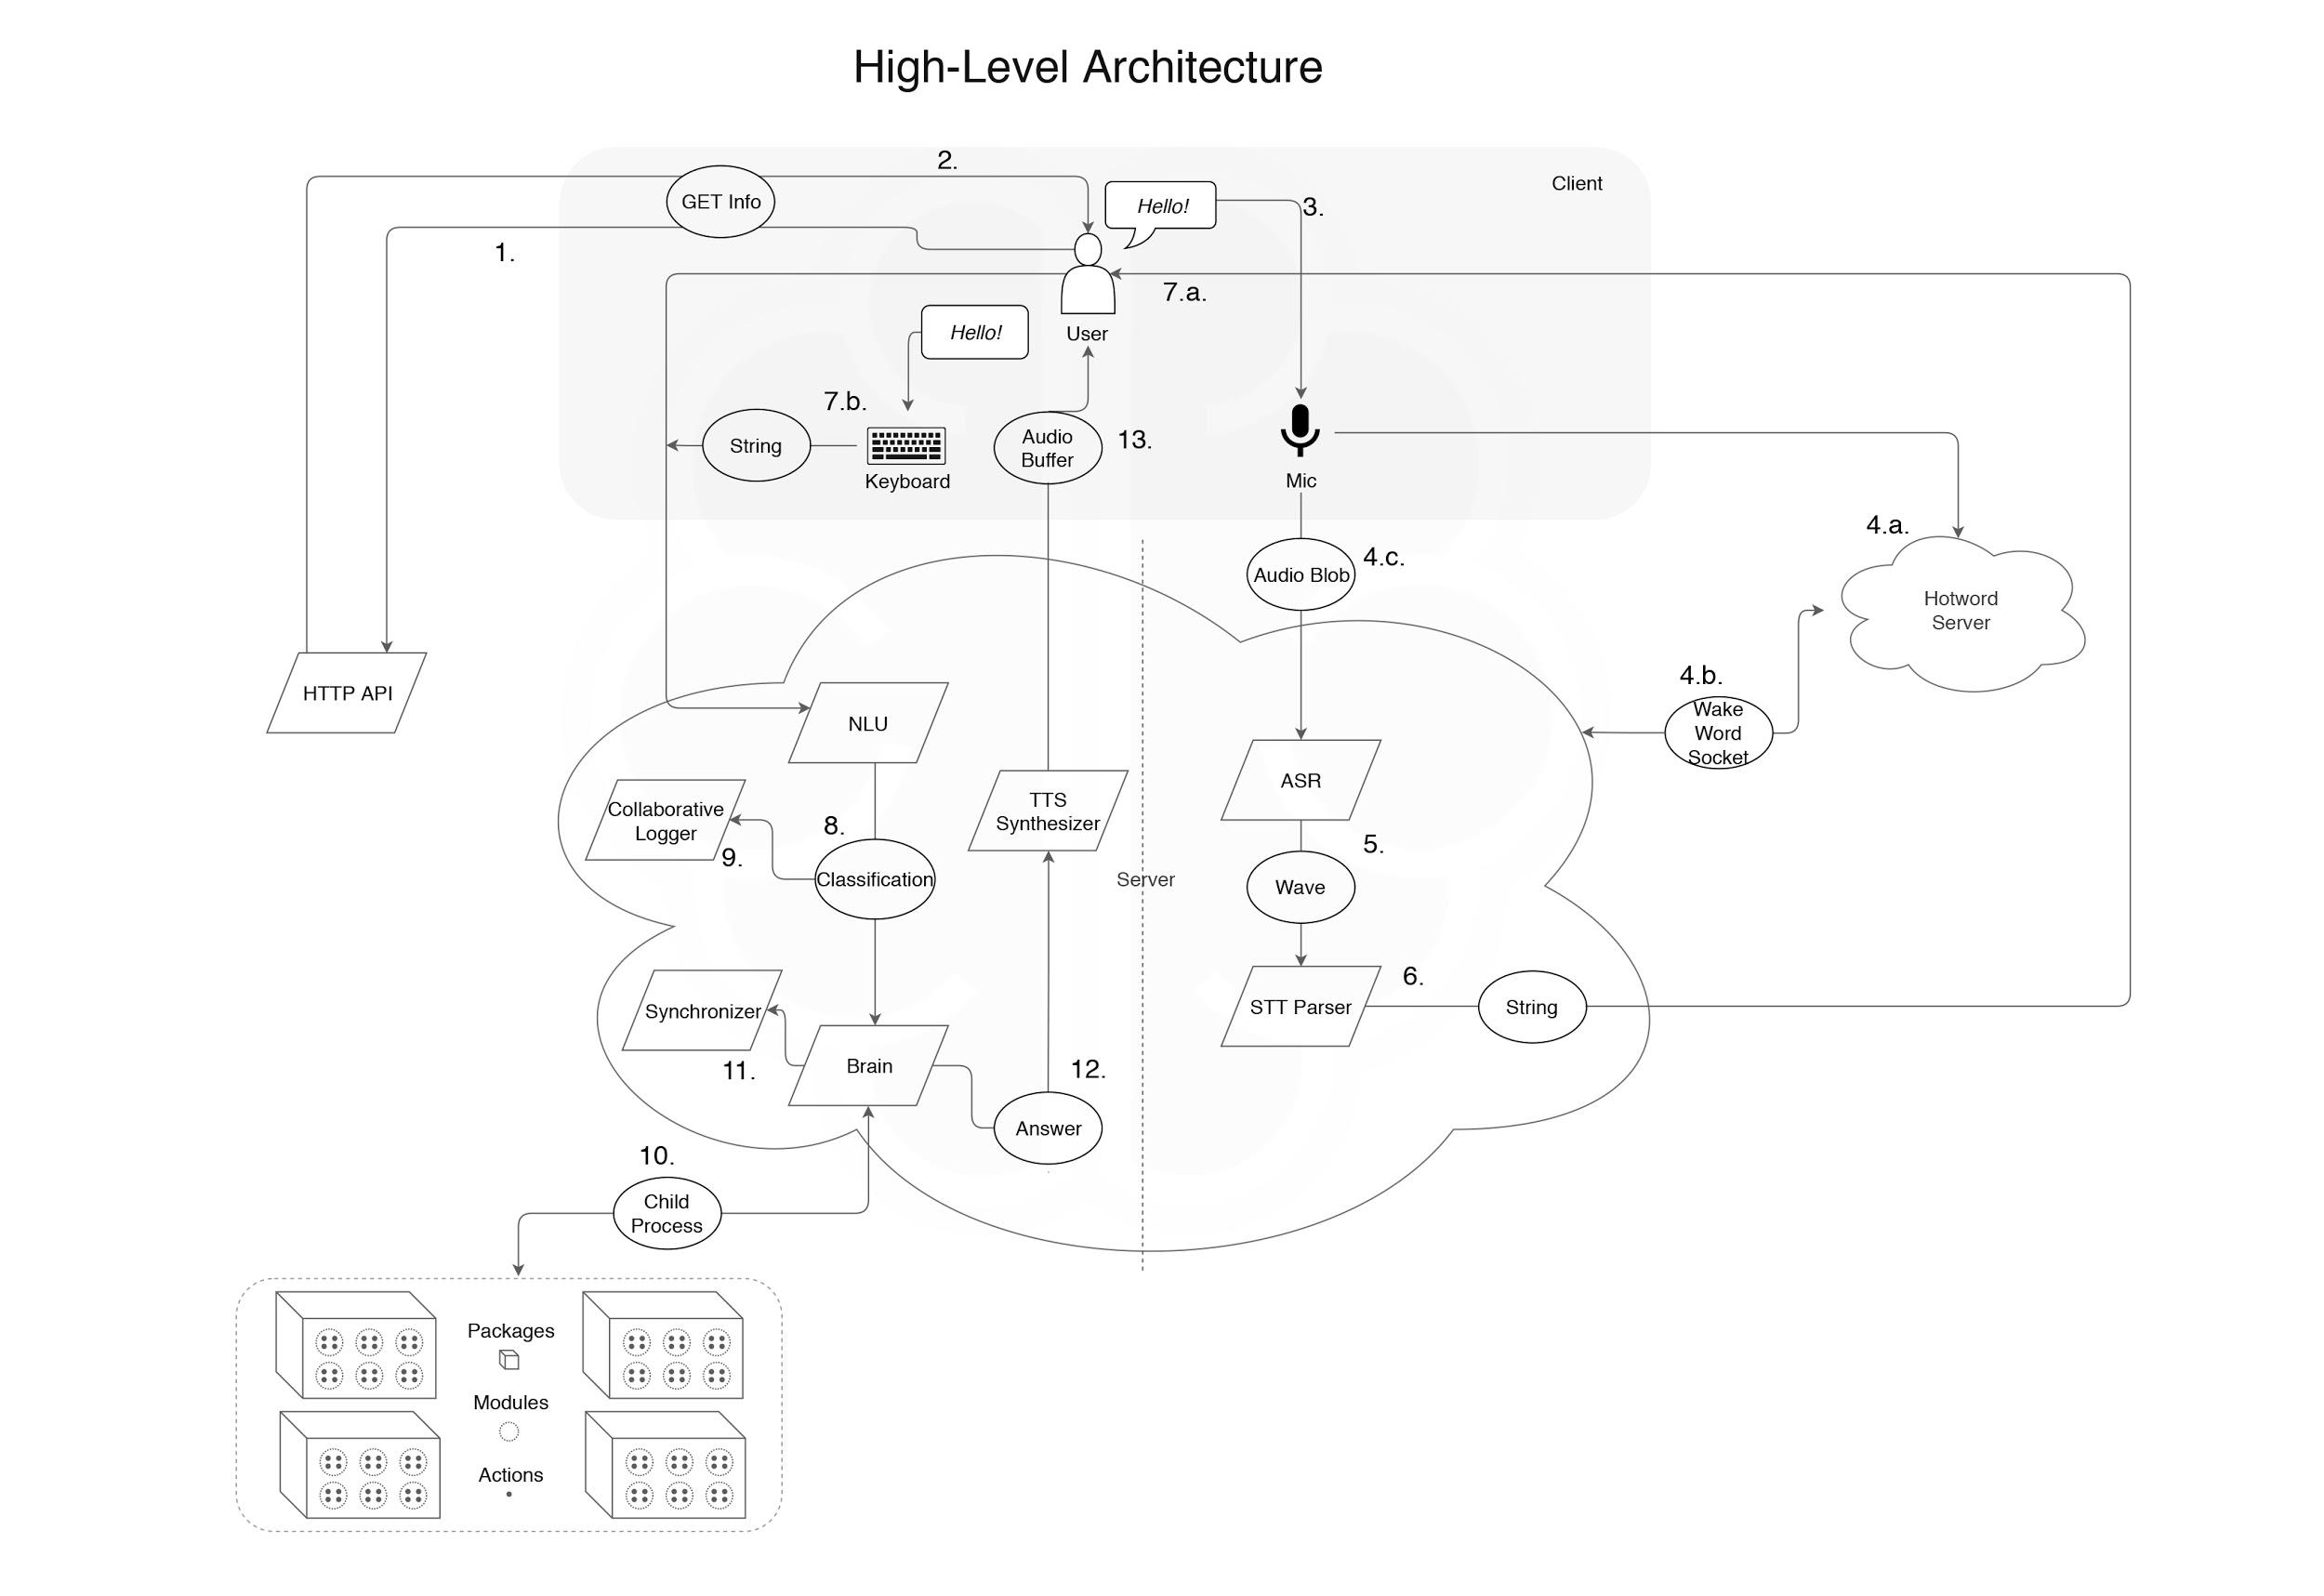 High-Level Architecture
Client
2.
GET Info
Hello!
3.
1.
7.a.
Hello!
User
7.b.
String
Keyboard
Audio
Buffer
13.
Mic
4.a.
4.c.
Audio Blob
Hotword
Server
4.b.
HTTP API
Wake
Word
Socket
NLU
ASR
Collaborative
Logger
TTS
Synthesizer
8.
9.
5.
Classification
Server
Wave
6.
Synchronizer
STT Parser
String
Brain
11.
12.
Answer
10.
Child
Process
Packages
Modules
Actions